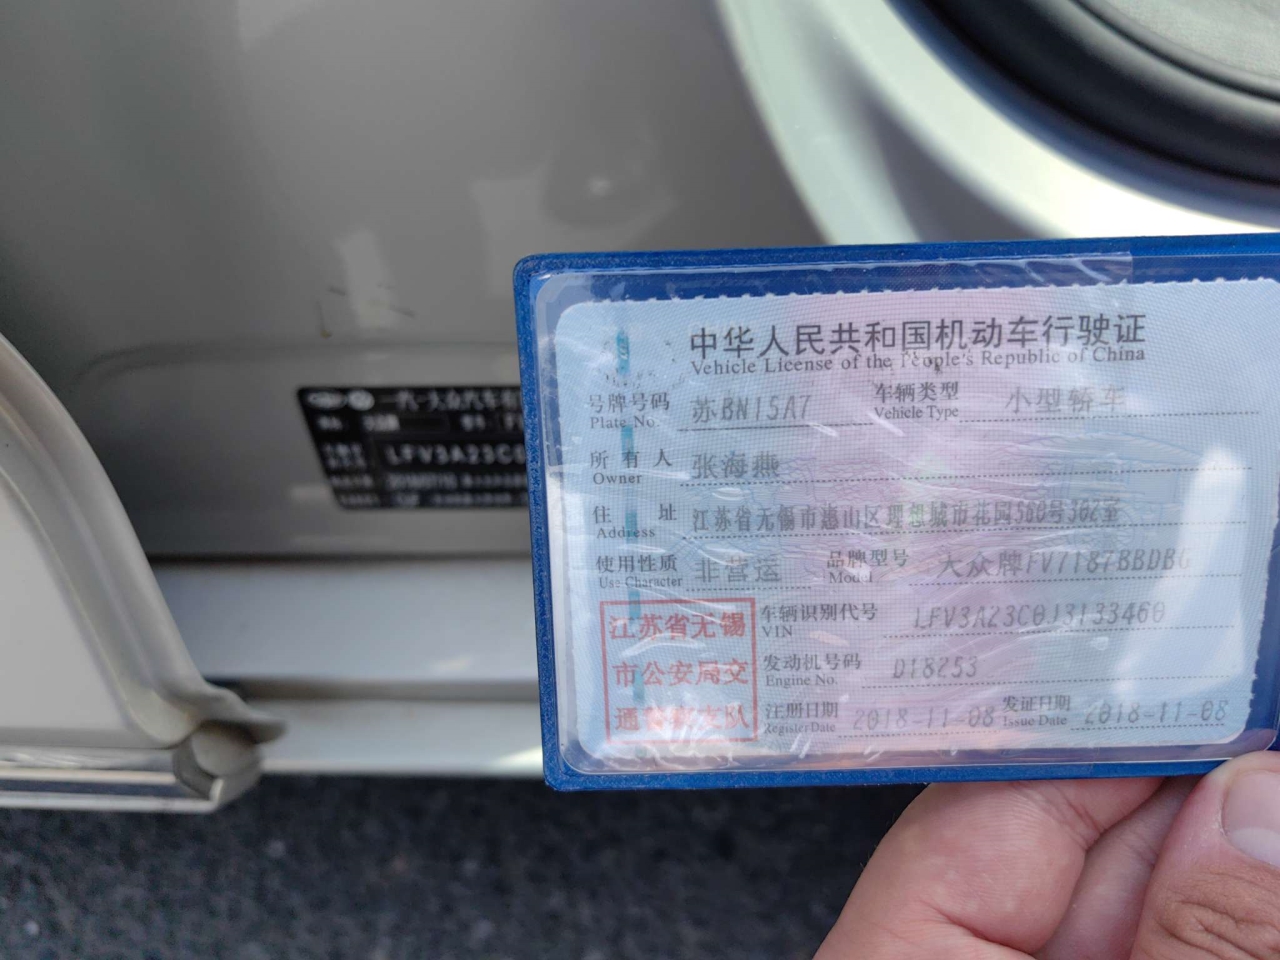 一汽-大众汽车有
LFV3A23C0
中华人民共和国机动车行驶证
Vehicle License of the People's Republic of China
号牌号码 苏BN15A7 车辆类型 小型轿车
Plate No. Vehicle Type
所有人 张海燕
Owner
住址 江苏省无锡市惠山区理想城市花园580号302室
Address
使用性质 非营运 品牌型号 大众牌FV7187BBDBG
Use Character Model
江苏省无锡
市公安局交
通警察支队
车辆识别代号 LFV3A23C0J3133460
VIN
发动机号码 D18253
Engine No.
注册日期 2018-11-08 发证日期 2018-11-08
Register Date Issue Date